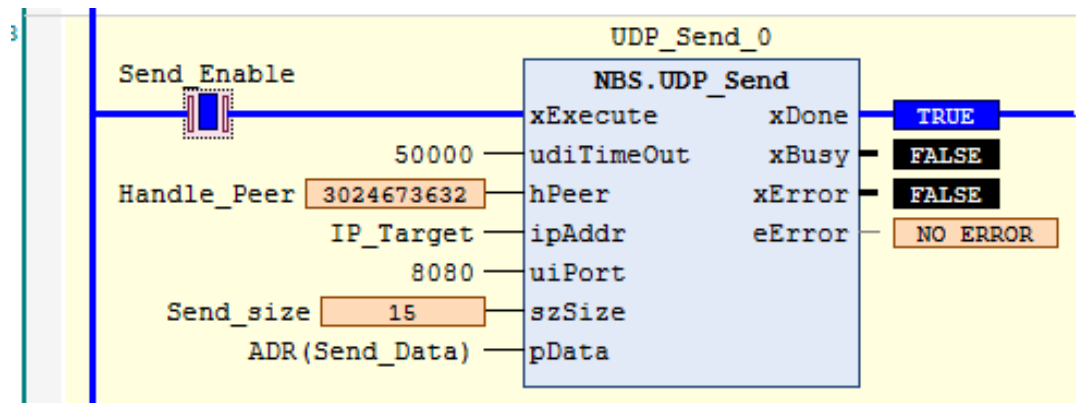 3
UDP_Send_0
Send_Enable
NBS.UDP_Send
xExecute xDone TRUE
50000 udiTimeOut xBusy FALSE
Handle_Peer 3024673632 hPeer xError FALSE
IP_Target ipAddr eError NO ERROR
8080 uiPort
Send_size 15 szSize
ADR(Send_Data) pData